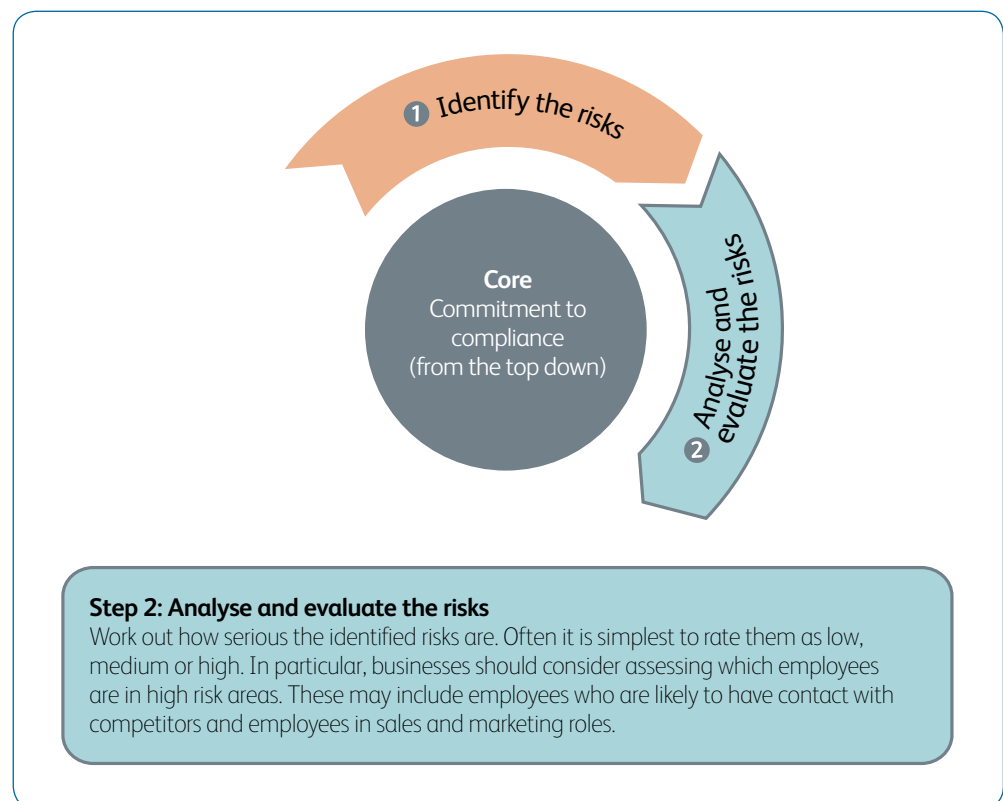 1 Identify the risks
Core
Commitment to
compliance
(from the top down)
2 Analyse and
evaluate the risks
Step 2: Analyse and evaluate the risks
Work out how serious the identified risks are. Often it is simplest to rate them as low,
medium or high. In particular, businesses should consider assessing which employees
are in high risk areas. These may include employees who are likely to have contact with
competitors and employees in sales and marketing roles.